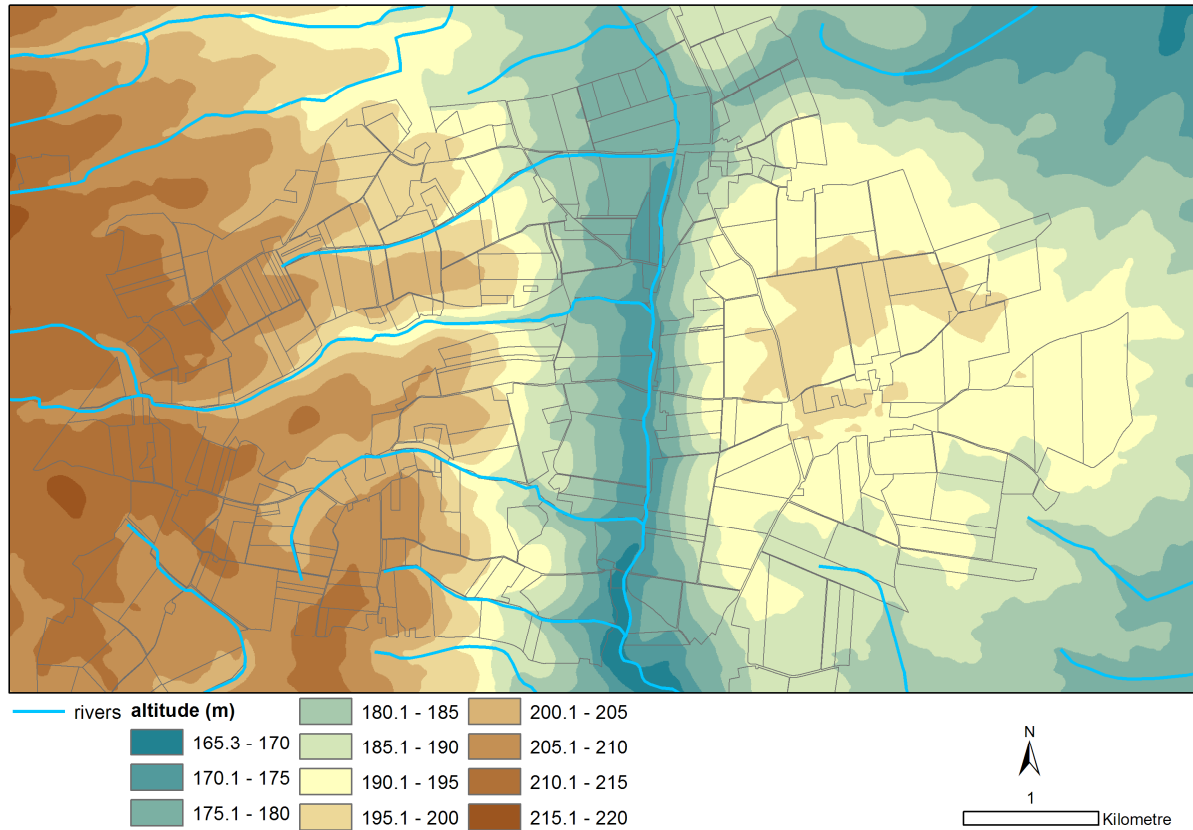 rivers
altitude (m)
165.3 - 170
170.1 - 175
175.1 - 180
180.1 - 185
185.1 - 190
190.1 - 195
195.1 - 200
200.1 - 205
205.1 - 210
210.1 - 215
215.1 - 220
N
1
Kilometre